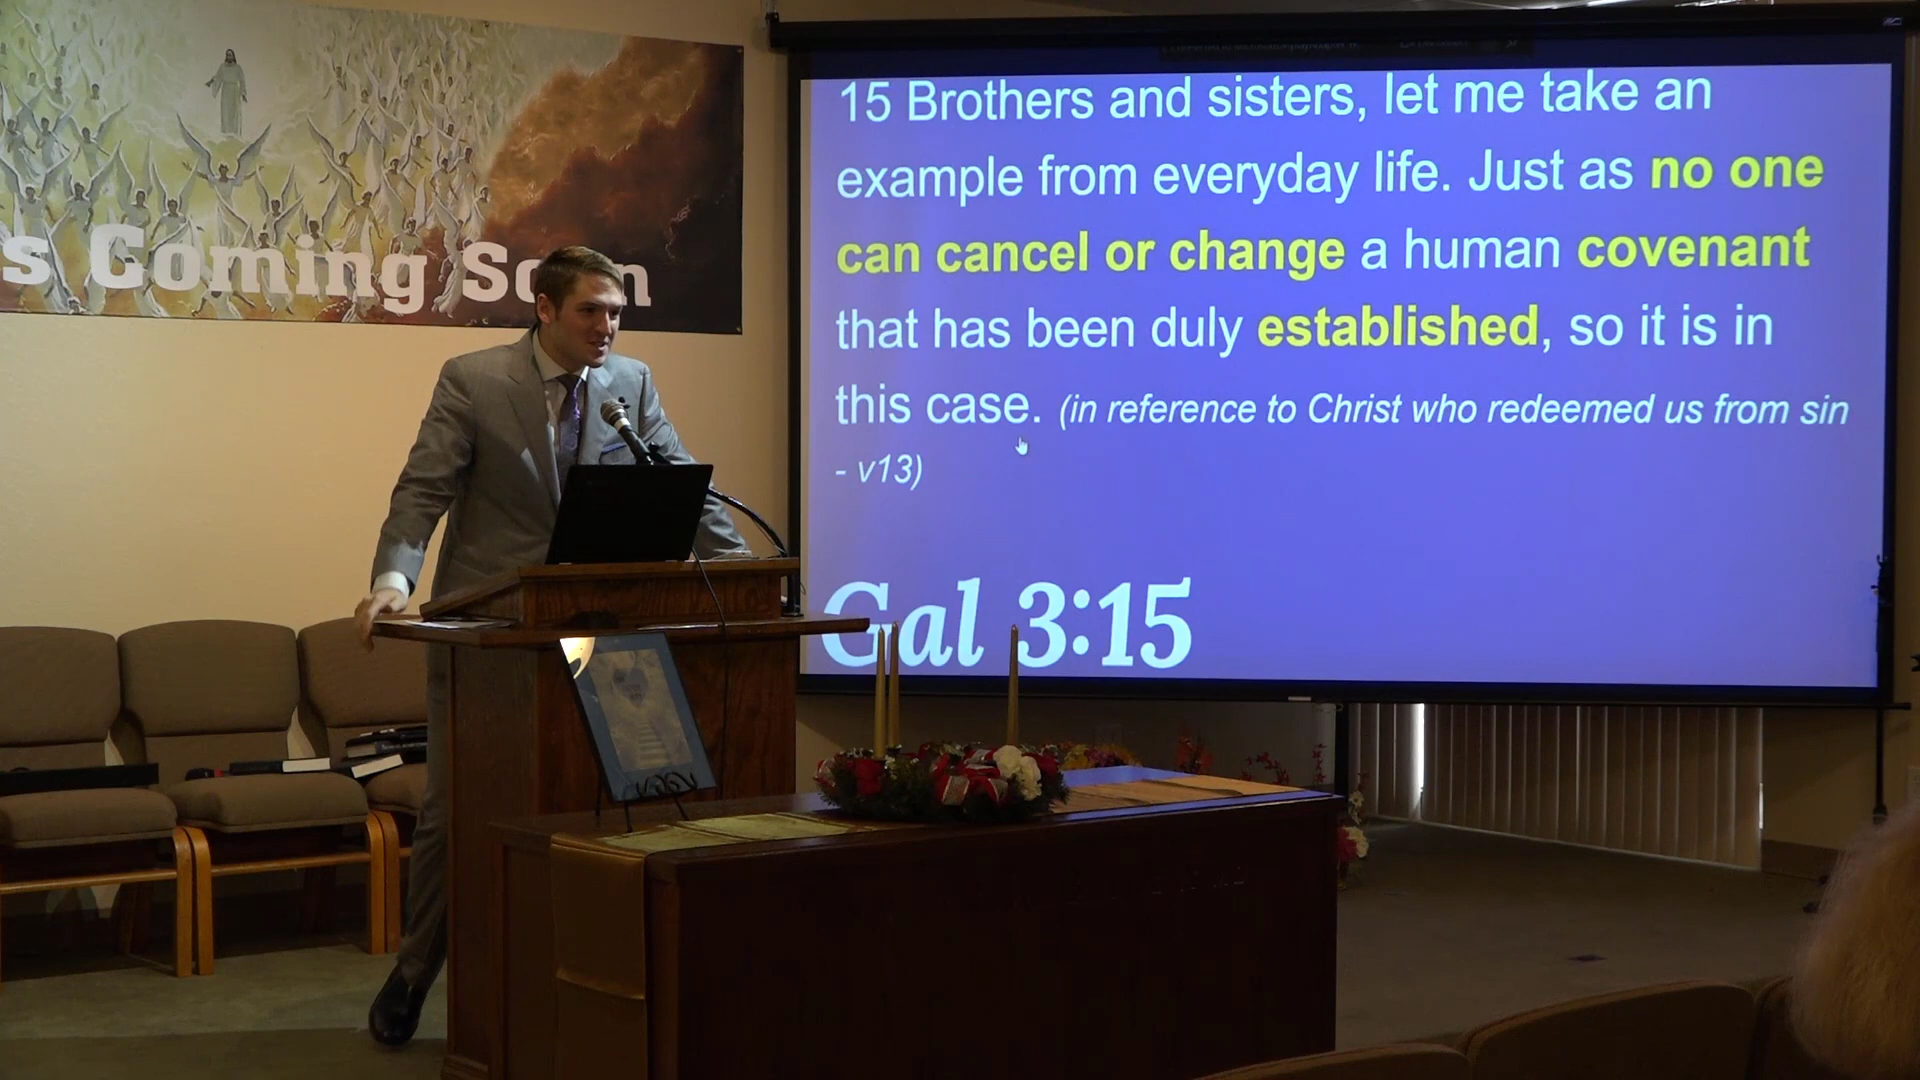 s Coming Soon
15 Brothers and sisters, let me take an
example from everyday life. Just as no one
can cancel or change a human covenant
that has been duly established, so it is in
this case. (in reference to Christ who redeemed us from sin
- v13)
Gal 3:15